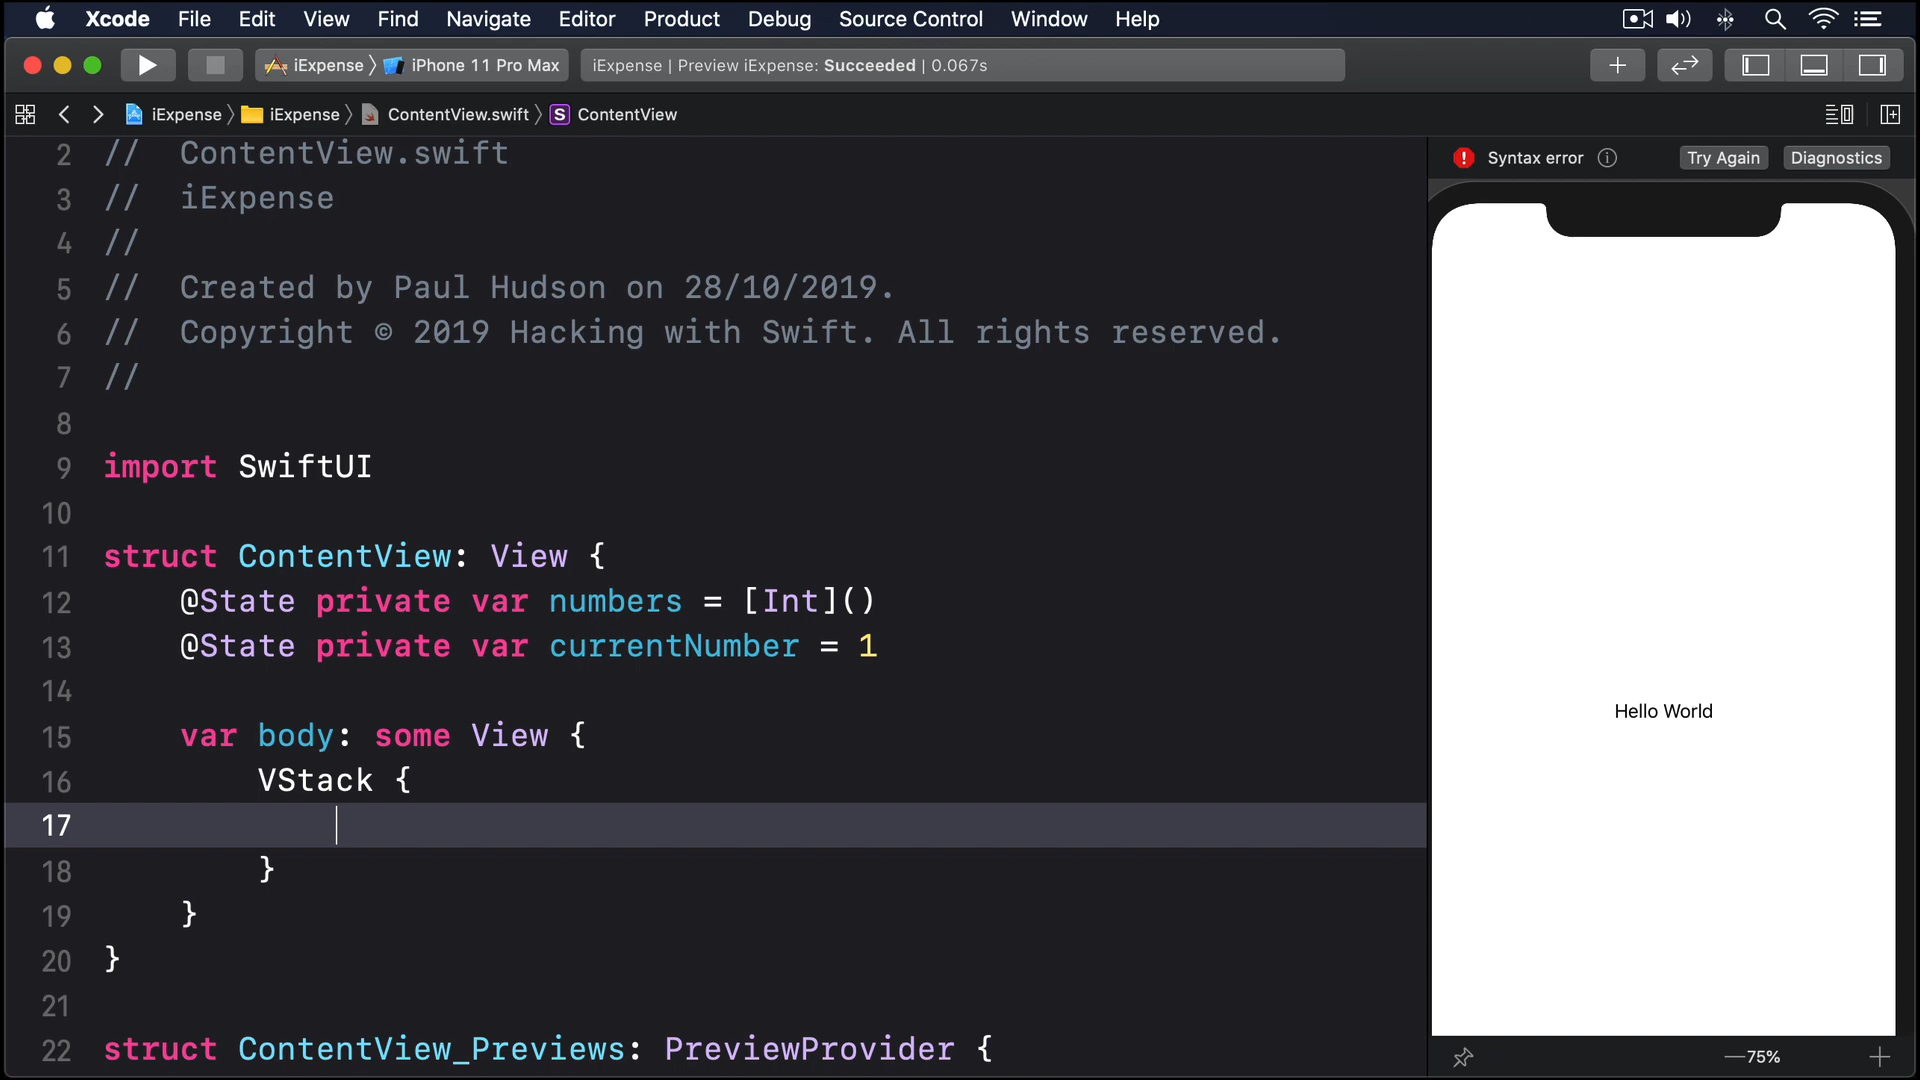 Xcode File Edit View Find Navigate Editor Product Debug Source Control Window Help
iExpense 〉 iPhone 11 Pro Max
iExpense | Preview iExpense: Succeeded | 0.067s
iExpense 〉 iExpense 〉 ContentView.swift 〉 S ContentView
2 //  ContentView.swift
3 //  iExpense
4 //
5 //  Created by Paul Hudson on 28/10/2019.
6 //  Copyright © 2019 Hacking with Swift. All rights reserved.
7 //
8
9 import SwiftUI
10
11 struct ContentView: View {
12     @State private var numbers = [Int]()
13     @State private var currentNumber = 1
14
15     var body: some View {
16         VStack {
17
18         }
19     }
20 }
21
22 struct ContentView_Previews: PreviewProvider {
Syntax error Try Again Diagnostics
Hello World
— 75% +